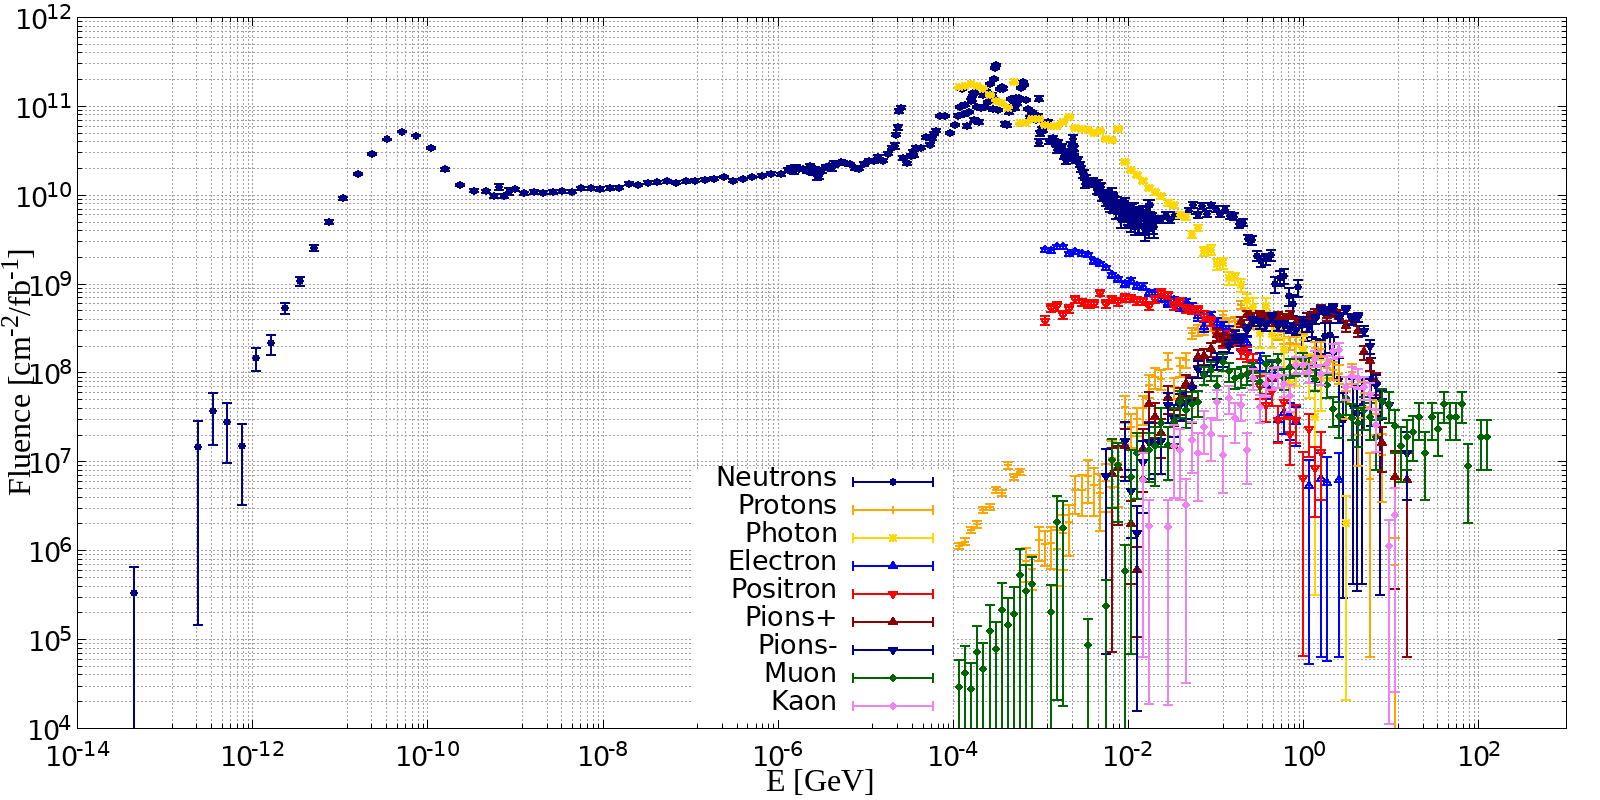 10^12
10^11
10^10
10^9
10^8
10^7
10^6
10^5
10^4
Fluence [cm^-2/fb^-1]
Neutrons
Protons
Photon
Electron
Positron
Pions+
Pions-
Muon
Kaon
10^-14 10^-12 10^-10 10^-8 10^-6 10^-4 10^-2 10^0 10^2
E [GeV]